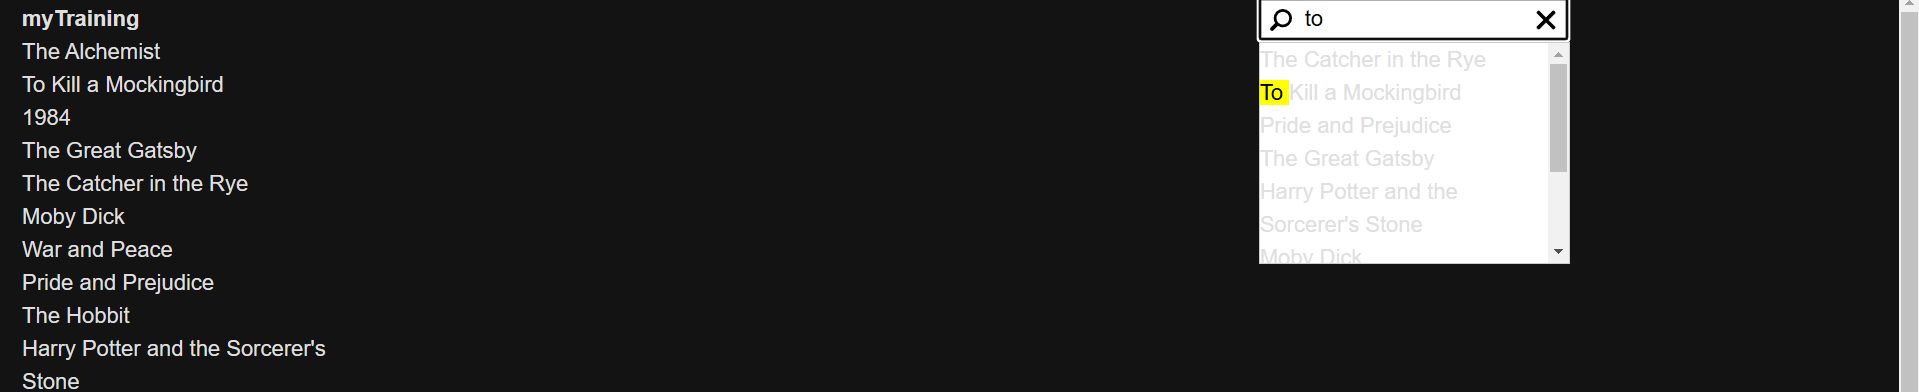 myTraining
The Alchemist
To Kill a Mockingbird
1984
The Great Gatsby
The Catcher in the Rye
Moby Dick
War and Peace
Pride and Prejudice
The Hobbit
Harry Potter and the Sorcerer's
Stone
to
The Catcher in the Rye
To Kill a Mockingbird
Pride and Prejudice
The Great Gatsby
Harry Potter and the
Sorcerer's Stone
Moby Dick